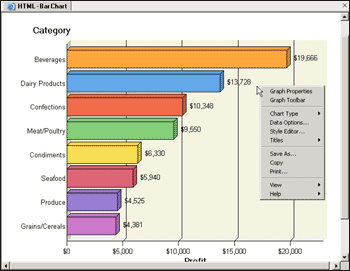 HTML - BarChart
Category
Beverages
$19,666
Dairy Products
$13,728
Confections
$10,348
Meat/Poultry
$9,550
Condiments
$6,330
Seafood
$5,940
Produce
$4,525
Grains/Cereals
$4,381
Graph Properties
Graph Toolbar
Chart Type
Data Options...
Style Editor...
Titles
Save As...
Copy
Print...
View
Help
$0
$5,000
$10,000
$15,000
$20,000
Profit